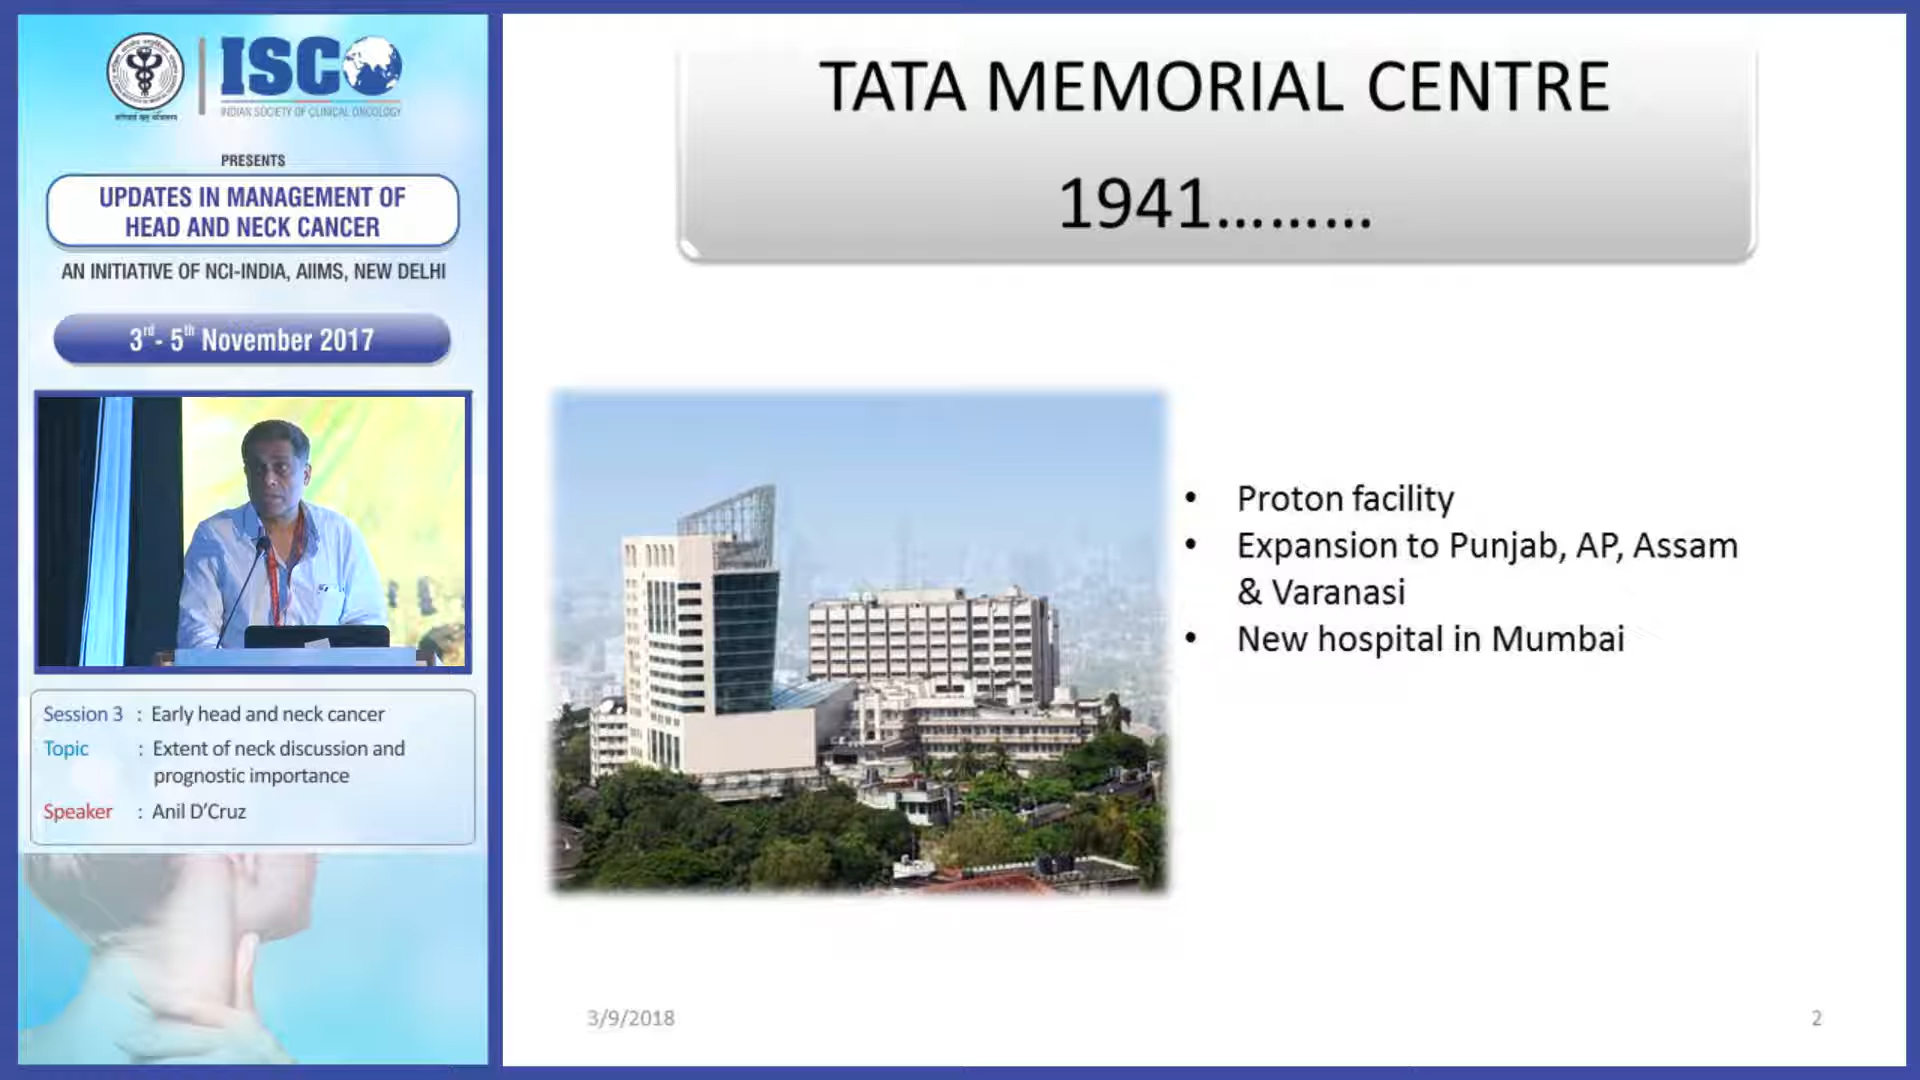 ISCO
INDIAN SOCIETY OF CLINICAL ONCOLOGY
PRESENTS
UPDATES IN MANAGEMENT OF
HEAD AND NECK CANCER
AN INITIATIVE OF NCI-INDIA, AIIMS, NEW DELHI
3rd- 5th November 2017
Session 3 : Early head and neck cancer
Topic : Extent of neck discussion and
prognostic importance
Speaker : Anil D'Cruz
TATA MEMORIAL CENTRE
1941.........
• Proton facility
• Expansion to Punjab, AP, Assam
& Varanasi
• New hospital in Mumbai
3/9/2018
2